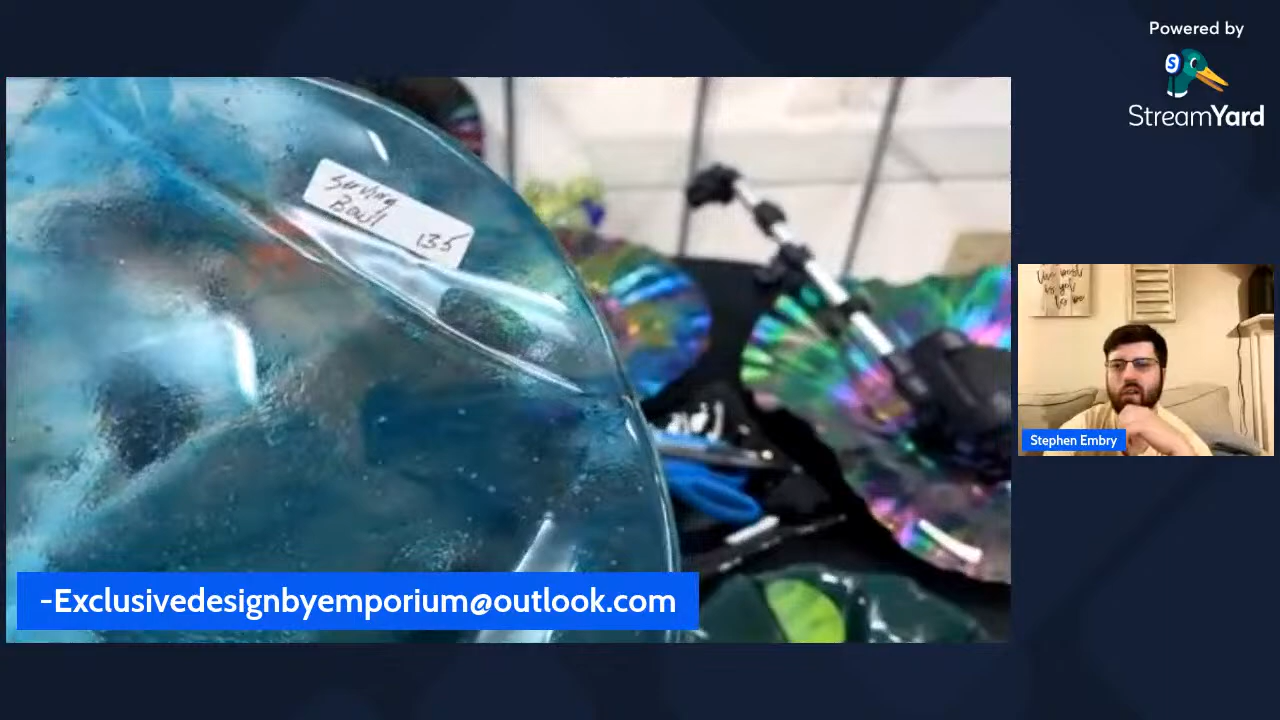 Powered by
S
StreamYard
Serving
Bowl
135
Stephen Embry
-Exclusivedesignbyemporium@outlook.com